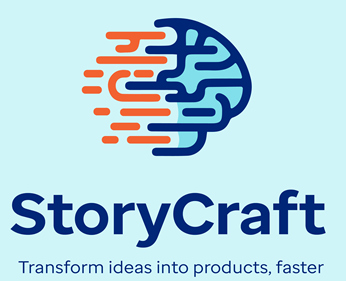 StoryCraft
Transform ideas into products, faster